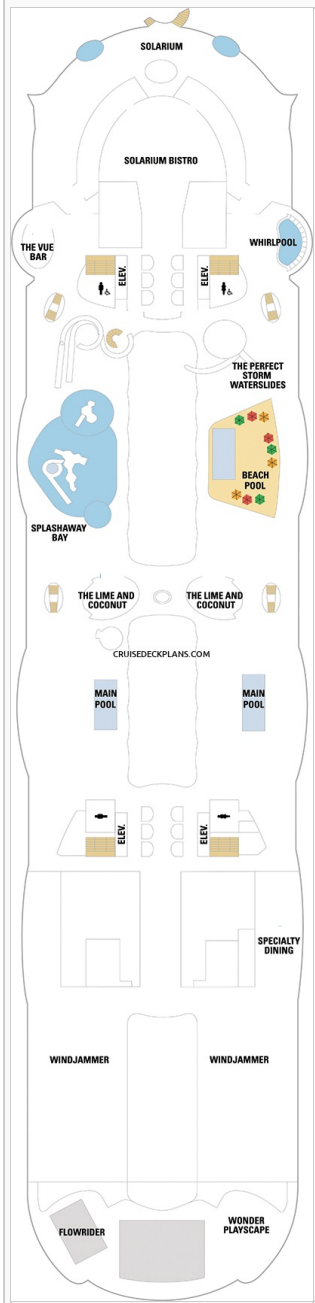 SOLARIUM
SOLARIUM BISTRO
THE VUE
BAR
WHIRLPOOL
ELEV.
ELEV.
THE PERFECT
STORM
WATERSLIDES
BEACH
POOL
SPLASHAWAY
BAY
THE LIME AND
COCONUT
THE LIME AND
COCONUT
CRUISEDECKPLANS.COM
MAIN
POOL
MAIN
POOL
ELEV.
ELEV.
SPECIALTY
DINING
WINDJAMMER
WINDJAMMER
FLOWRIDER
WONDER
PLAYSCAPE